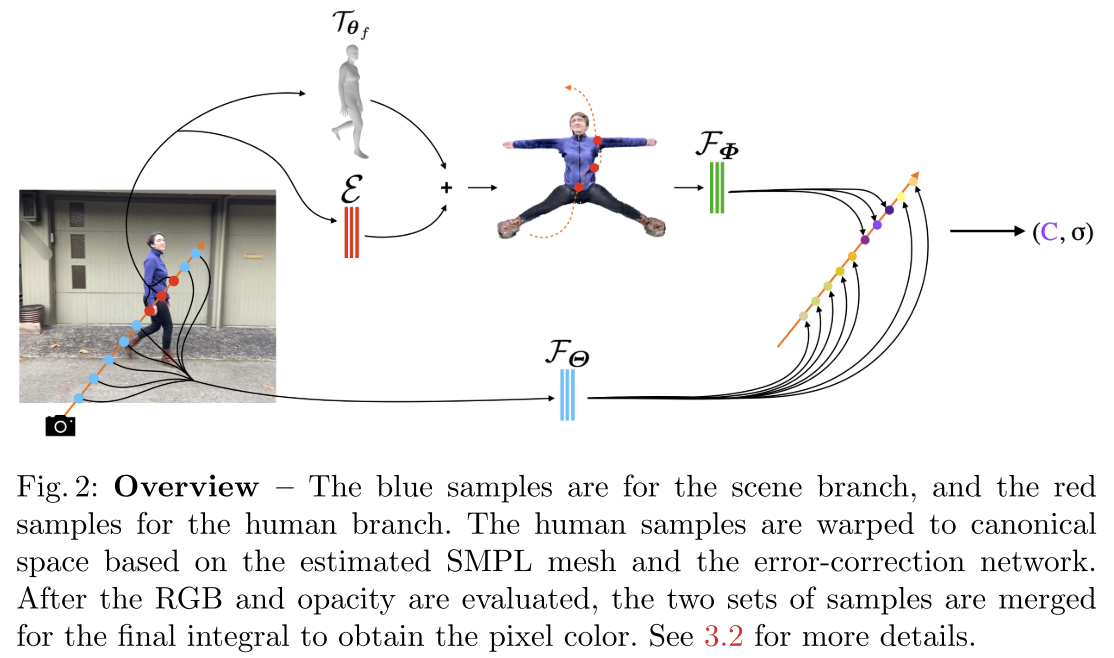 𝒯_θf
ℰ
+
ℱ_Φ
(C, σ)
ℱ_Θ
Fig. 2: Overview – The blue samples are for the scene branch, and the red
samples for the human branch. The human samples are warped to canonical
space based on the estimated SMPL mesh and the error-correction network.
After the RGB and opacity are evaluated, the two sets of samples are merged
for the final integral to obtain the pixel color. See 3.2 for more details.